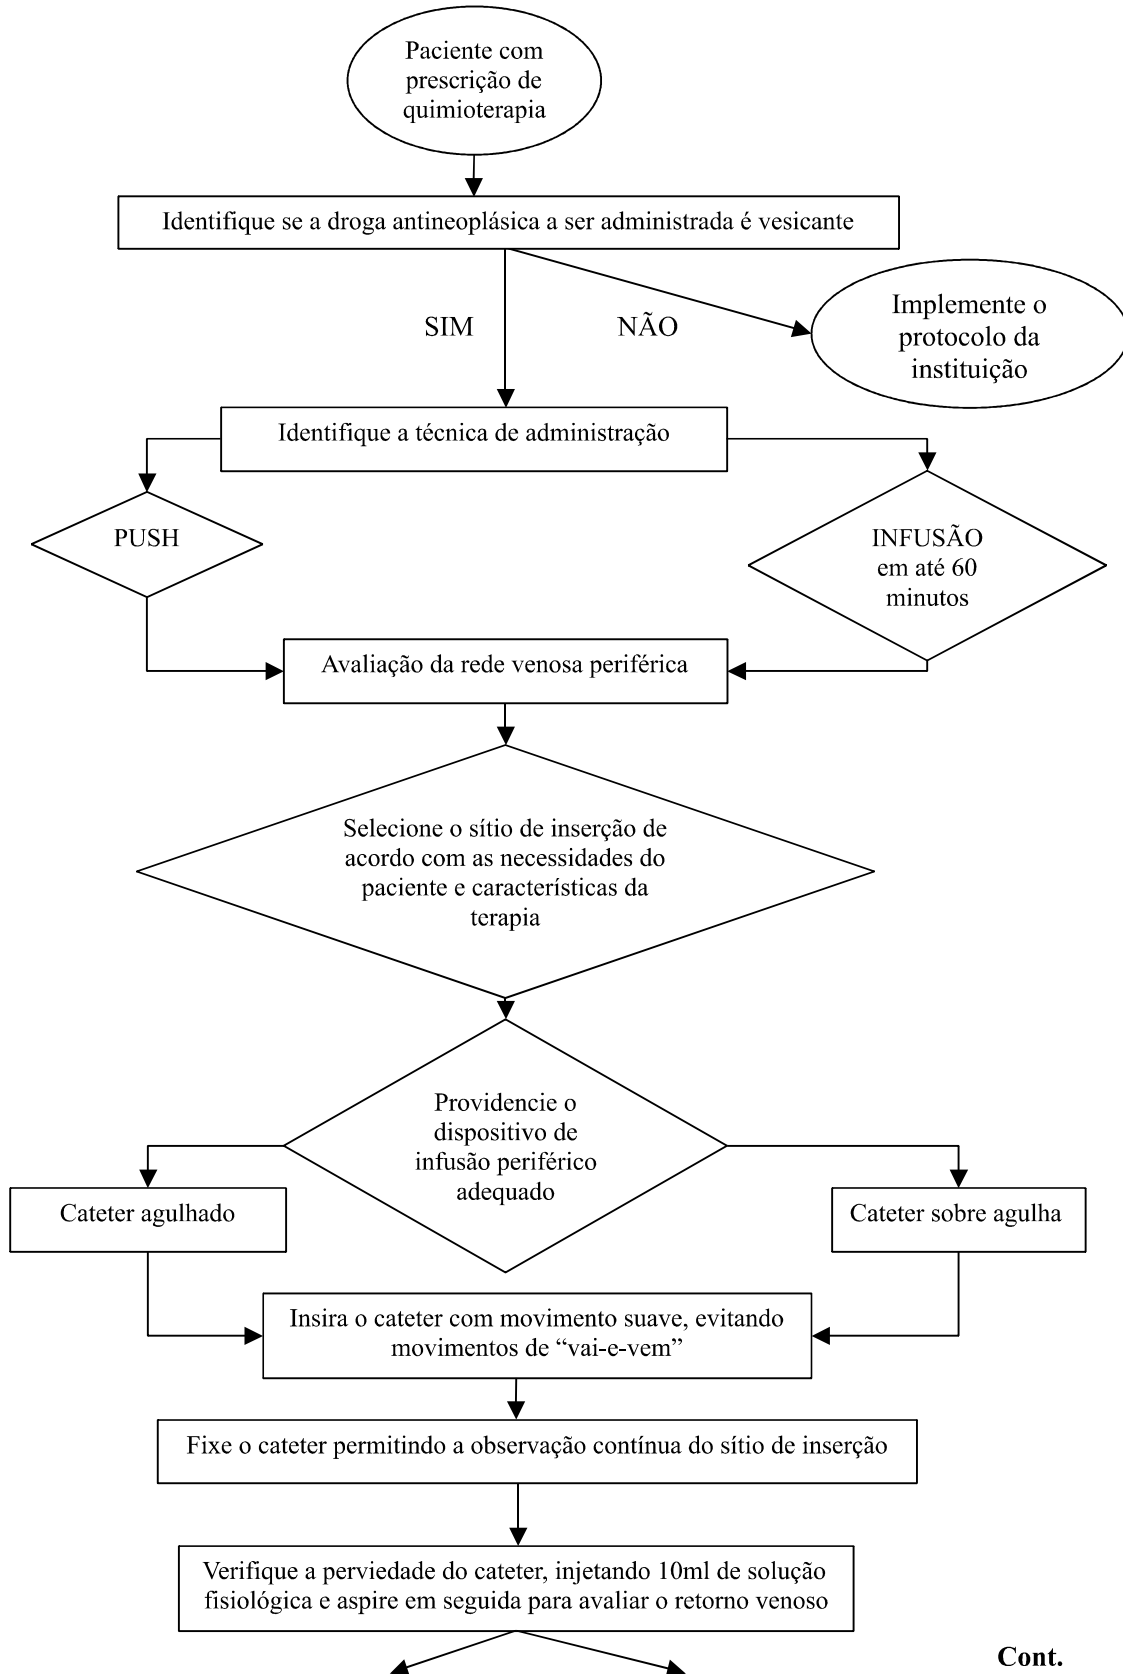 Paciente com
prescrição de
quimioterapia
Identifique se a droga antineoplásica a ser administrada é vesicante
SIM
NÃO
Implemente o
protocolo da
instituição
Identifique a técnica de administração
PUSH
INFUSÃO
em até 60
minutos
Avaliação da rede venosa periférica
Selecione o sítio de inserção de
acordo com as necessidades do
paciente e características da
terapia
Providencie o
dispositivo de
infusão periférico
adequado
Cateter agulhado
Cateter sobre agulha
Insira o cateter com movimento suave, evitando
movimentos de “vai-e-vem”
Fixe o cateter permitindo a observação contínua do sítio de inserção
Verifique a perviedade do cateter, injetando 10ml de solução
fisiológica e aspire em seguida para avaliar o retorno venoso
Cont.